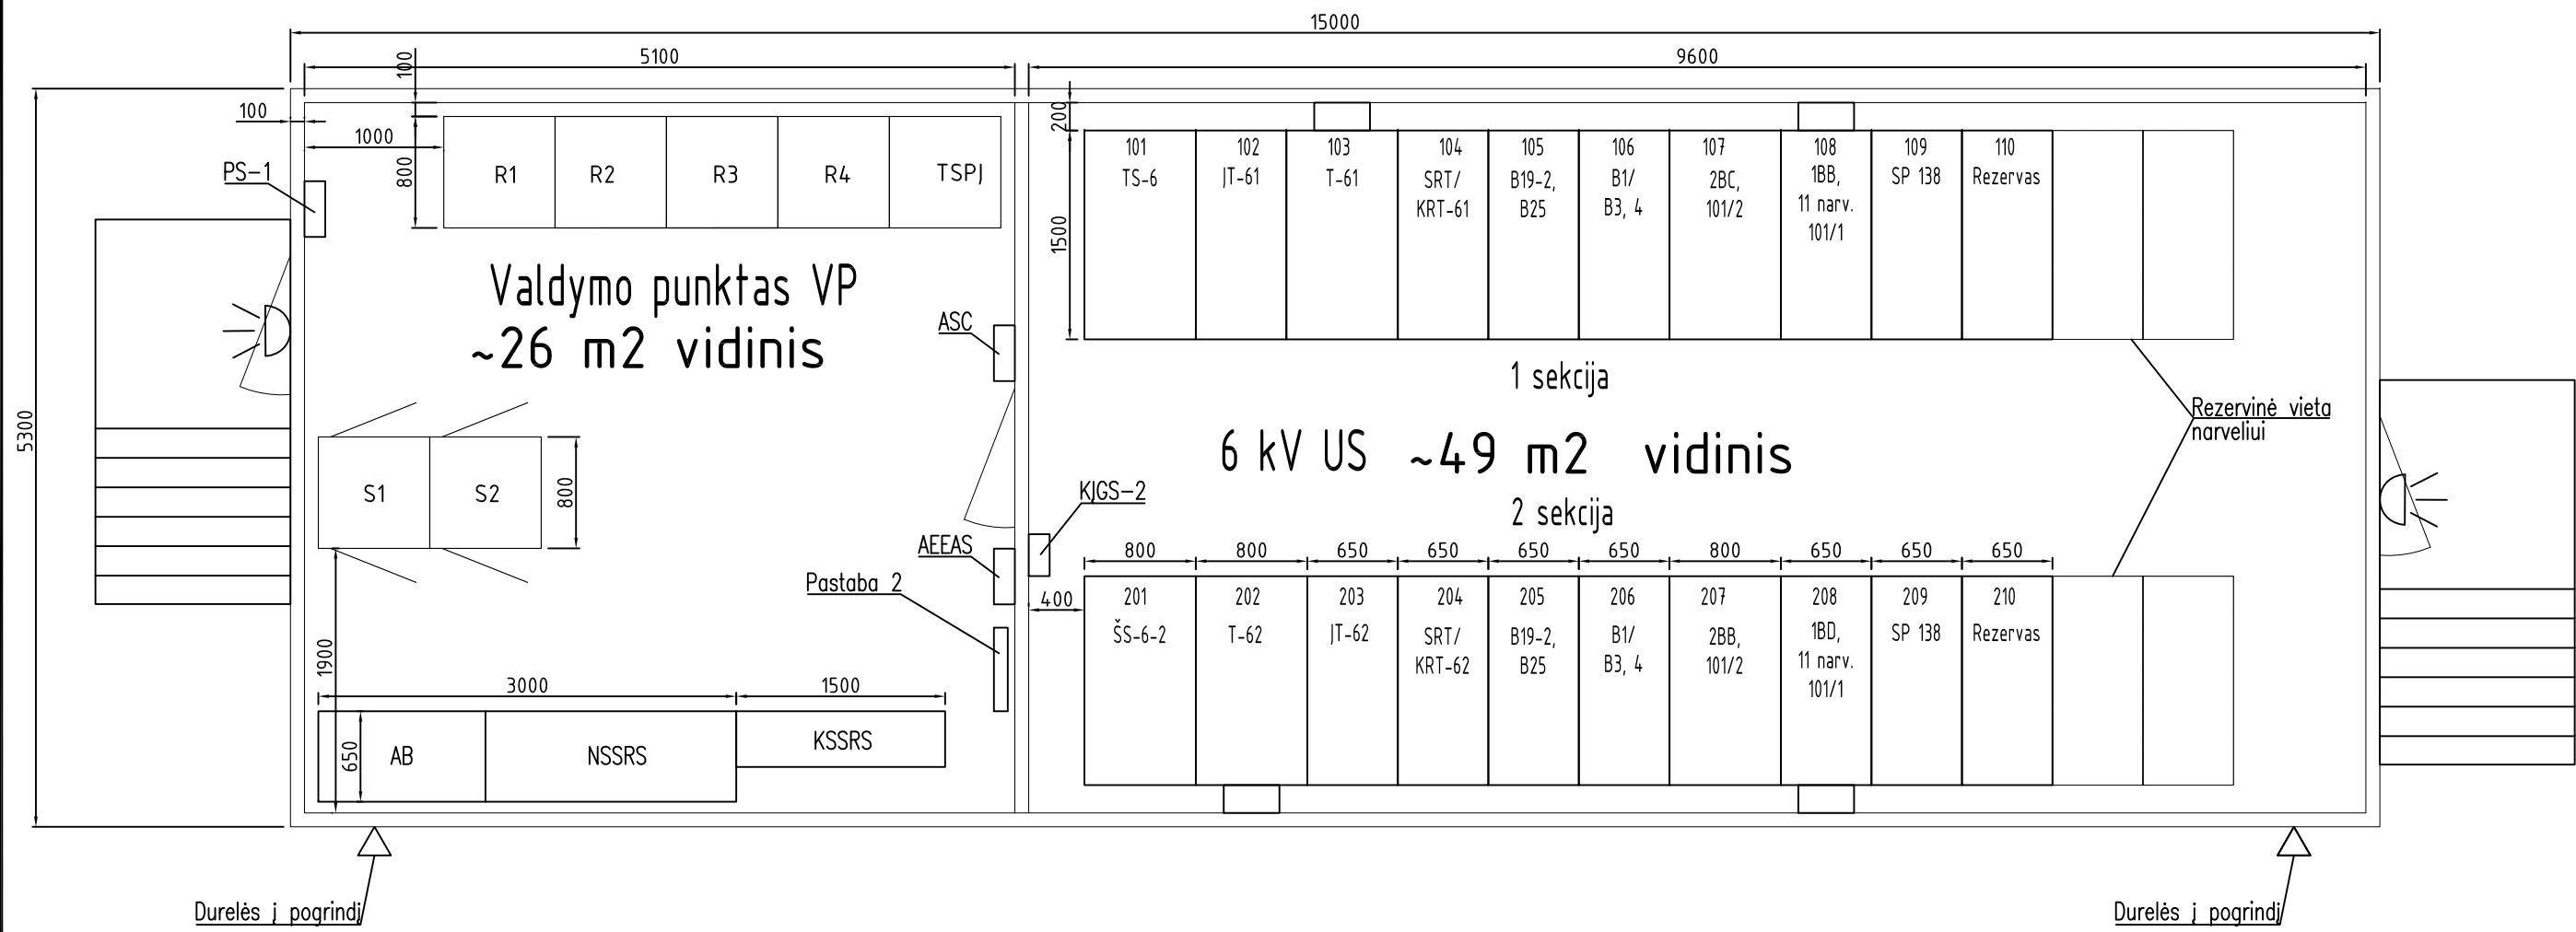 15000
5100
9600
100
100
1000
800
200
1500
5300
PS-1
R1
R2
R3
R4
TSPĮ
Valdymo punktas VP
~26 m2 vidinis
ASC
S1
S2
800
1900
AEEAS
Pastaba 2
3000
1500
650
AB
NSSRS
KSSRS
101
TS-6
102
ĮT-61
103
T-61
104
SRT/
KRT-61
105
B19-2,
B25
106
B1/
B3, 4
107
2BC,
101/2
108
1BB,
11 narv.
101/1
109
SP 138
110
Rezervas
1 sekcija
6 kV US ~49 m2 vidinis
2 sekcija
Rezervinė vieta
narveliui
KĮGS-2
400
800
800
650
650
650
650
800
650
650
650
201
ŠS-6-2
202
T-62
203
ĮT-62
204
SRT/
KRT-62
205
B19-2,
B25
206
B1/
B3, 4
207
2BB,
101/2
208
1BD,
11 narv.
101/1
209
SP 138
210
Rezervas
Durelės į pogrindį
Durelės į pogrindį